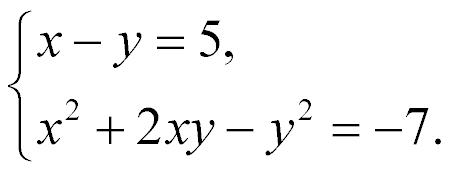 x − y = 5,
x² + 2xy − y² = −7.